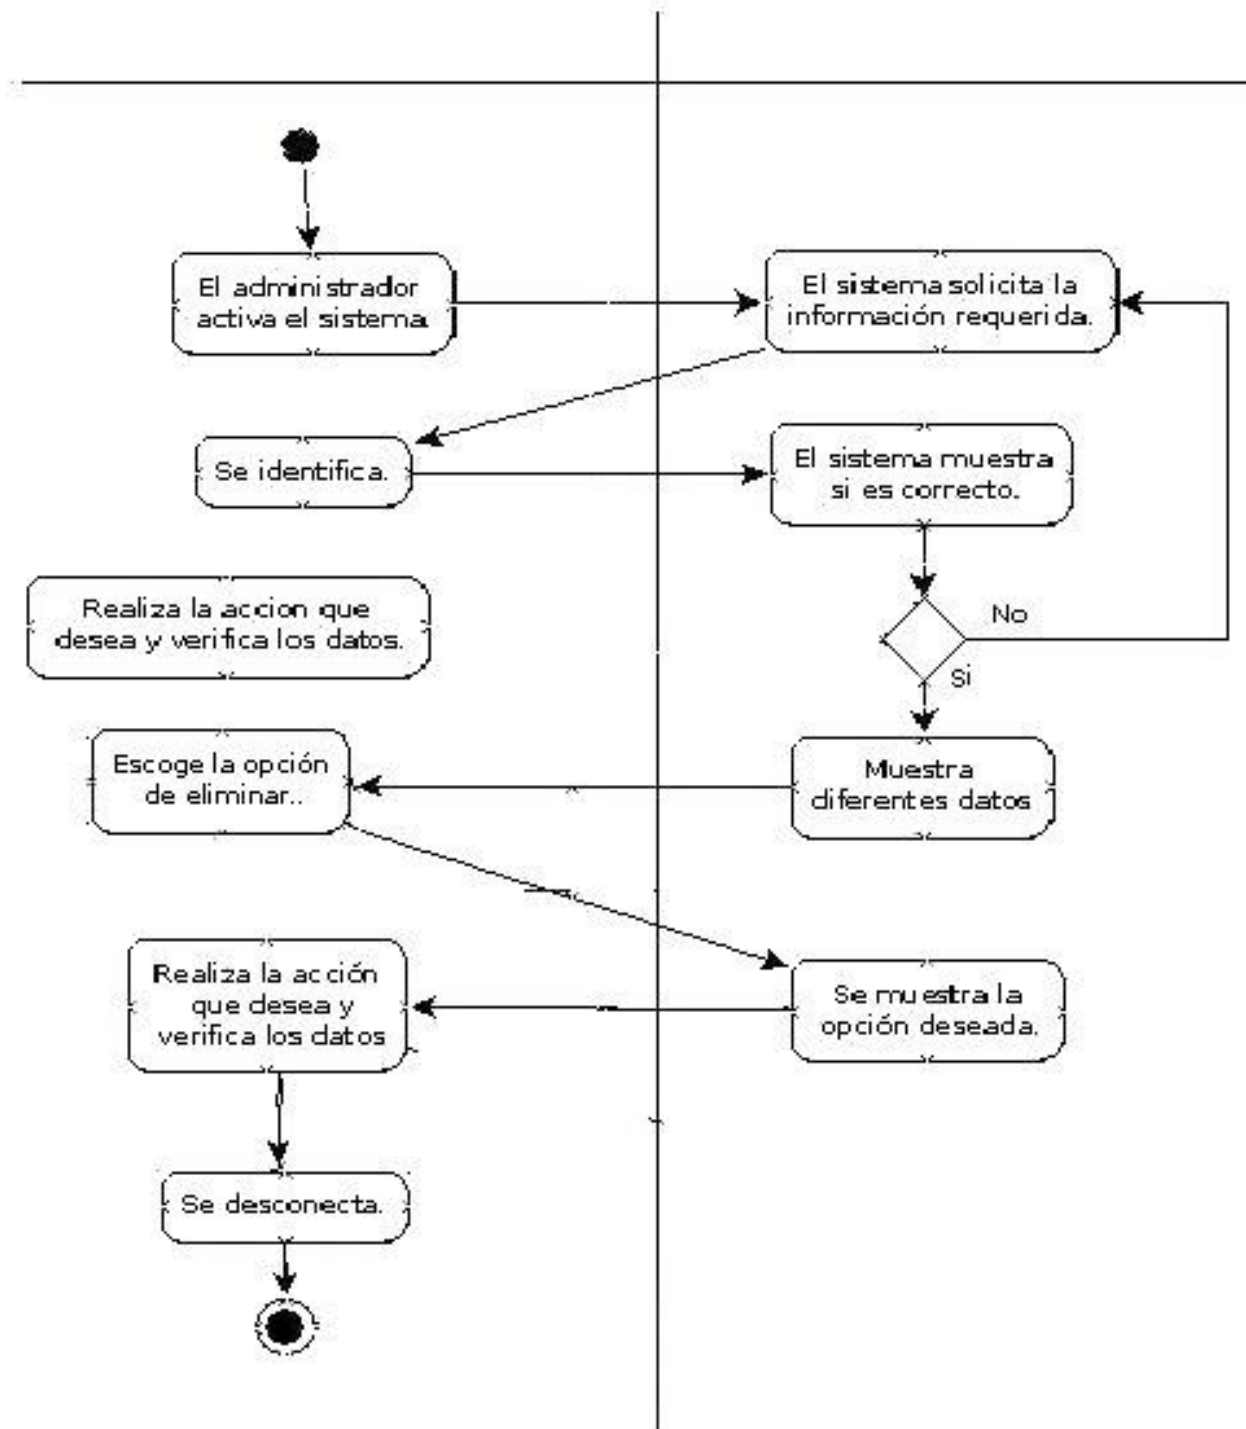 El administrador
activa el sistema.
El sistema solicita la
información requerida.
Se identifica.
El sistema muestra
si es correcto.
Realiza la accion que
desea y verifica los datos.
No
Si
Escoge la opción
de eliminar..
Muestra
diferentes datos
Realiza la acción
que desea y
verifica los datos
Se muestra la
opción deseada.
Se desconecta.